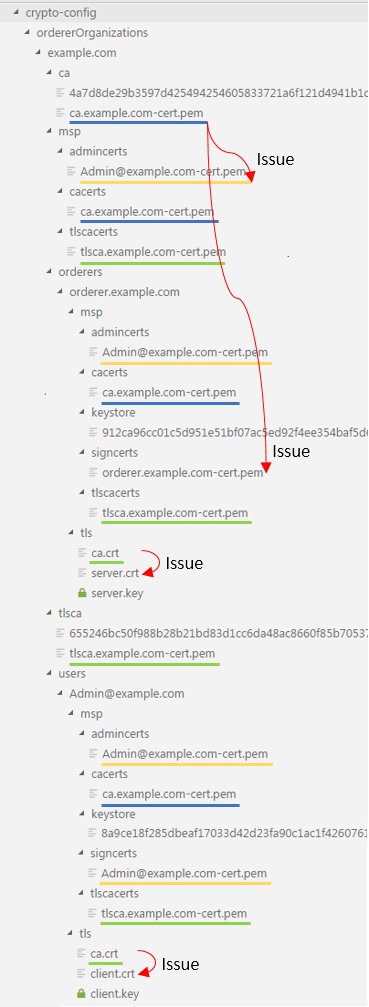 crypto-config
ordererOrganizations
example.com
ca
4a7d8de29b3597d425494254605833721a6f121d4941b1c
ca.example.com-cert.pem
Issue
msp
admincerts
Admin@example.com-cert.pem
cacerts
ca.example.com-cert.pem
tlscacerts
tlsca.example.com-cert.pem
orderers
orderer.example.com
msp
admincerts
Admin@example.com-cert.pem
cacerts
ca.example.com-cert.pem
keystore
912ca96cc01c5d951e51bf07ac5ed92f4ee354baf5d6
signcerts
Issue
orderer.example.com-cert.pem
tlscacerts
tlsca.example.com-cert.pem
tls
ca.crt
Issue
server.crt
server.key
tlsca
655246bc50f988b28b21bd83d1cc6da48ac8660f85b70537
tlsca.example.com-cert.pem
users
Admin@example.com
msp
admincerts
Admin@example.com-cert.pem
cacerts
ca.example.com-cert.pem
keystore
8a9ce18f285dbeaf17033d42d23fa90c1ac1f4260761
signcerts
Admin@example.com-cert.pem
tlscacerts
tlsca.example.com-cert.pem
tls
ca.crt
Issue
client.crt
client.key